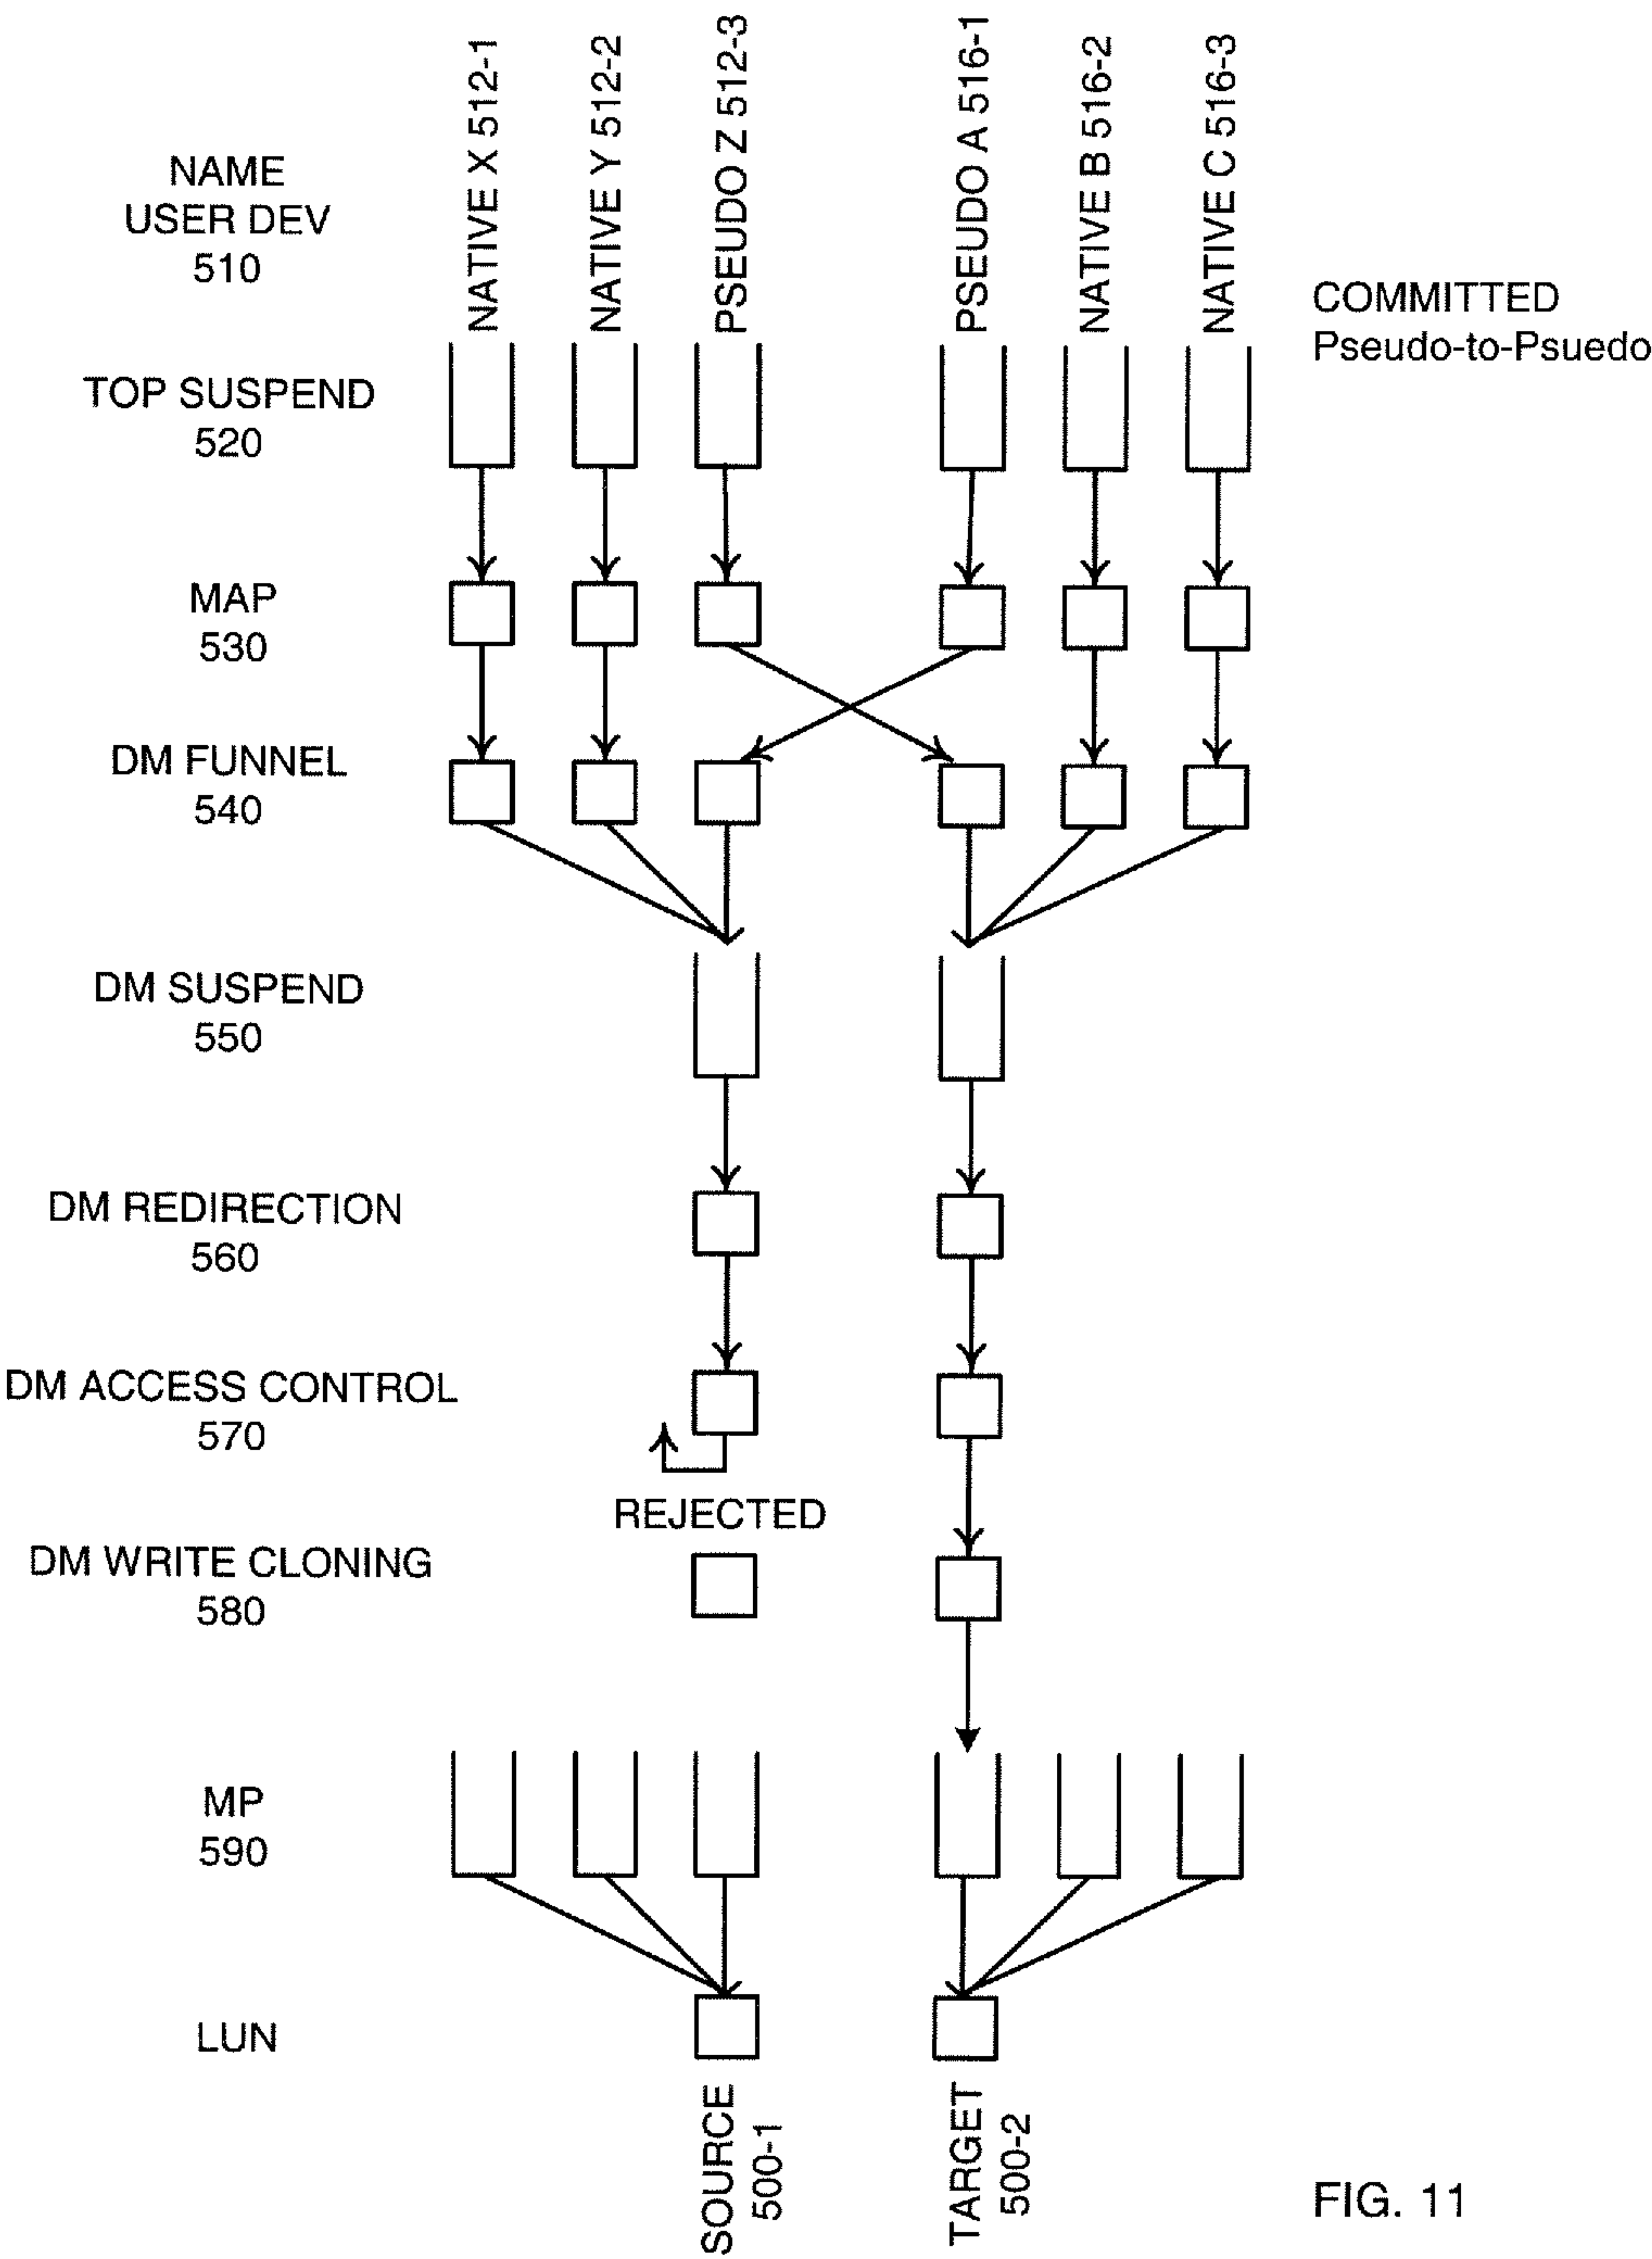 NAME
USER DEV
510
NATIVE X 512-1
NATIVE Y 512-2
PSEUDO Z 512-3
PSEUDO A 516-1
NATIVE B 516-2
NATIVE C 516-3
COMMITTED
Pseudo-to-Psuedo
TOP SUSPEND
520
MAP
530
DM FUNNEL
540
DM SUSPEND
550
DM REDIRECTION
560
DM ACCESS CONTROL
570
REJECTED
DM WRITE CLONING
580
MP
590
LUN
SOURCE
500-1
TARGET
500-2
FIG. 11